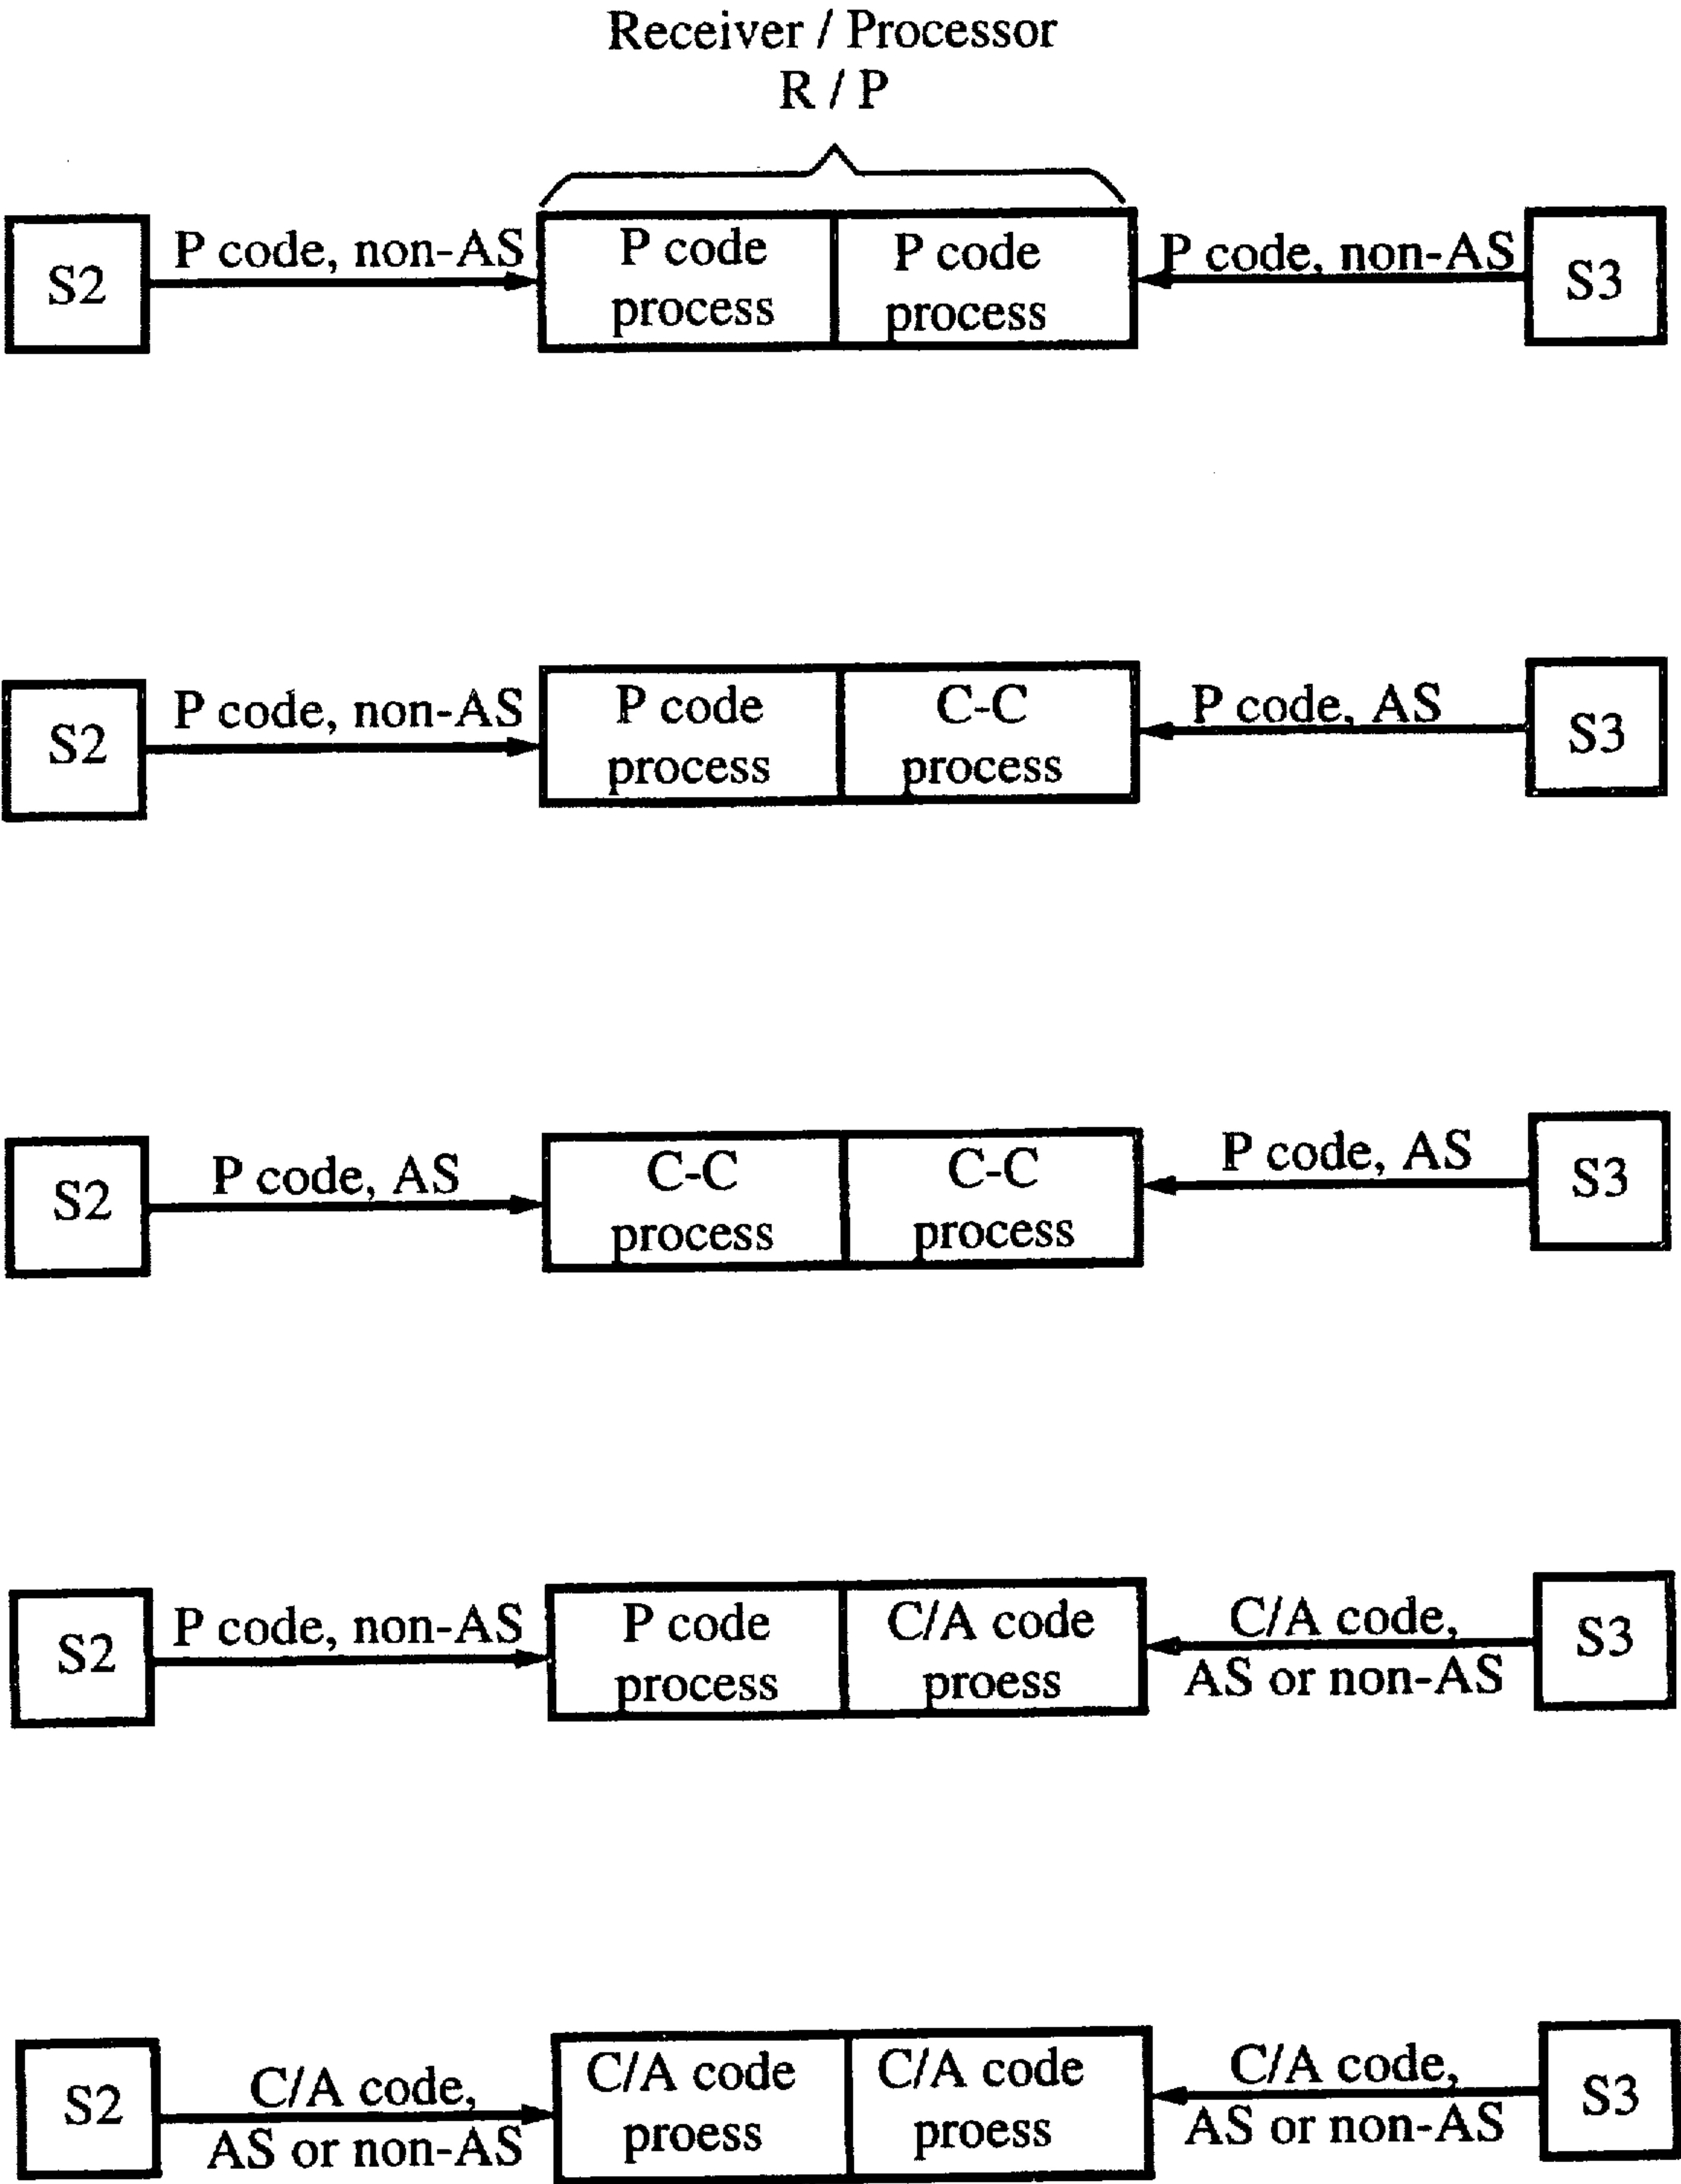 Receiver / Processor
R / P
S2
P code, non-AS
P code
process
P code
process
P code, non-AS
S3
S2
P code, non-AS
P code
process
C-C
process
P code, AS
S3
S2
P code, AS
C-C
process
C-C
process
P code, AS
S3
S2
P code, non-AS
P code
process
C/A code
proess
C/A code,
AS or non-AS
S3
S2
C/A code,
AS or non-AS
C/A code
proess
C/A code
proess
C/A code,
AS or non-AS
S3